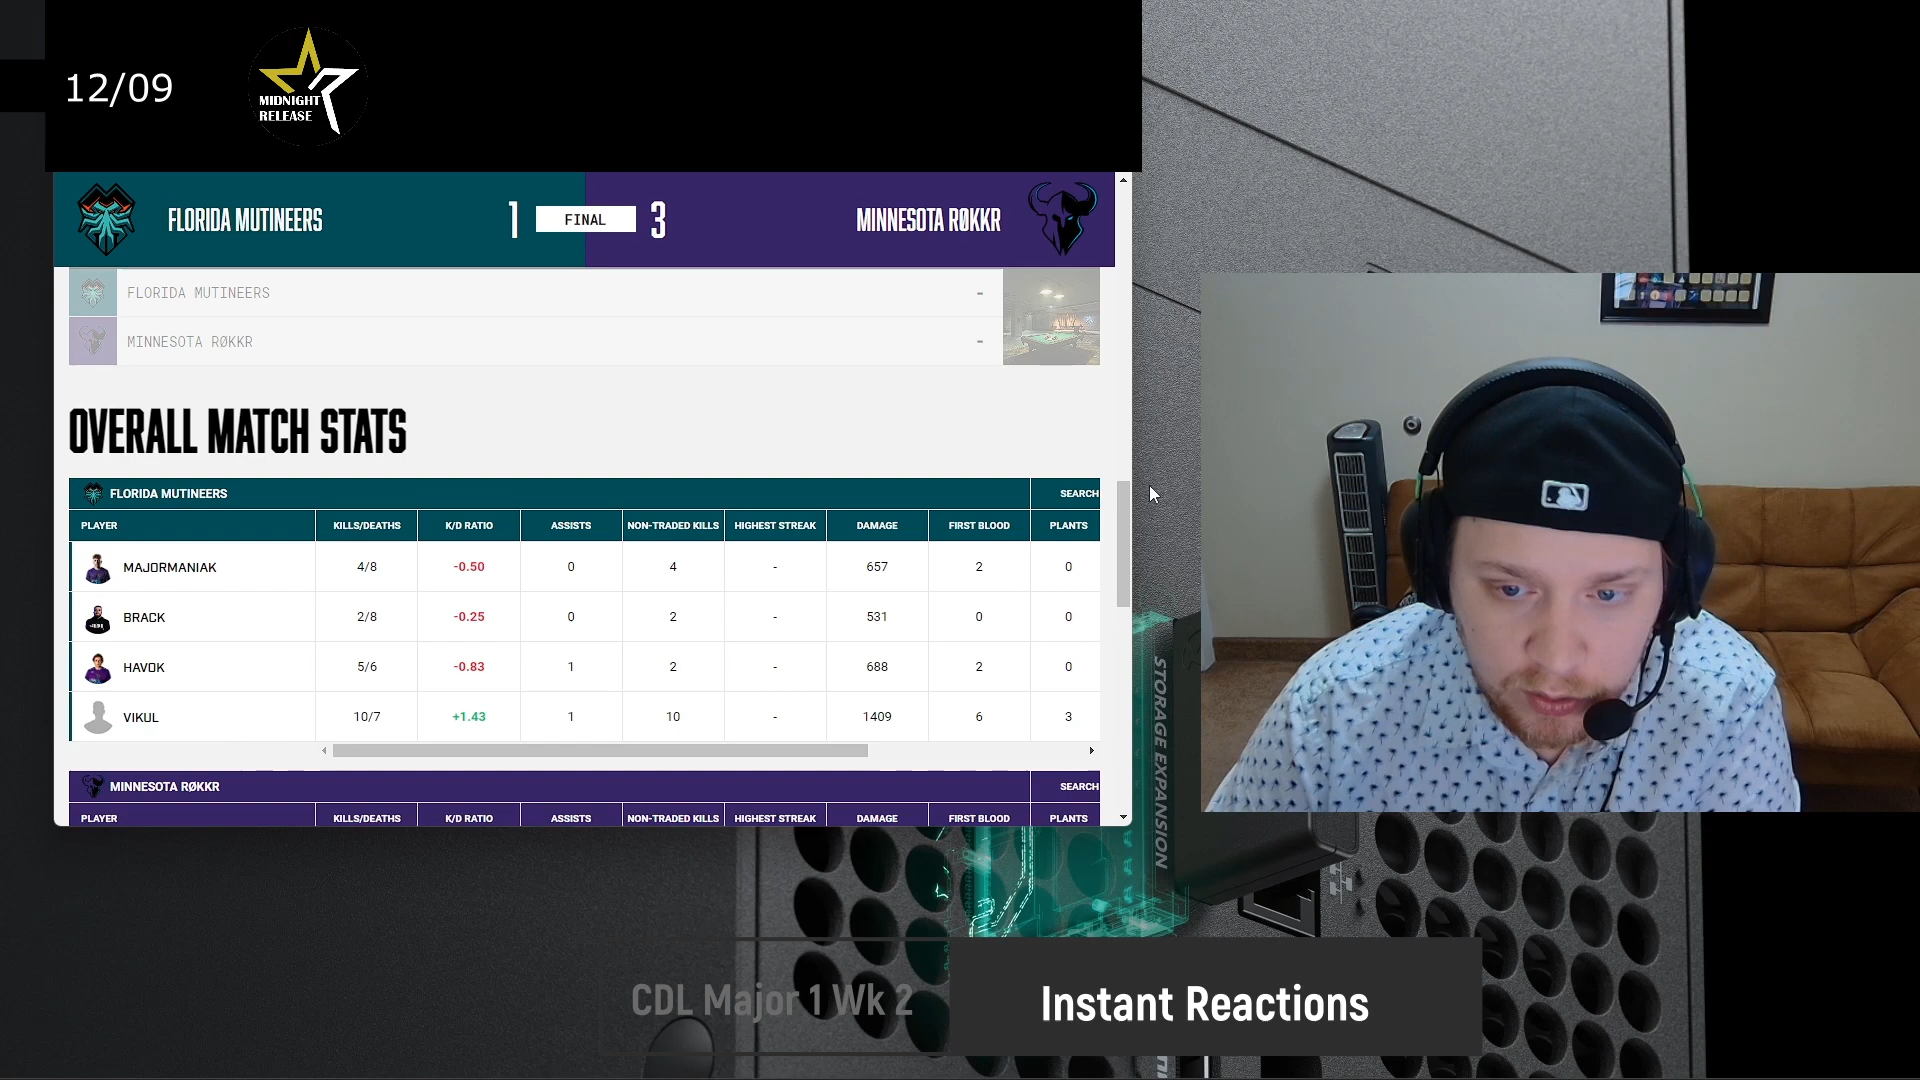 12/09
MIDNIGHT
RELEASE
FLORIDA MUTINEERS 1 FINAL 3 MINNESOTA RØKKR
FLORIDA MUTINEERS -
MINNESOTA RØKKR -
OVERALL MATCH STATS
FLORIDA MUTINEERS SEARCH
PLAYER KILLS/DEATHS K/D RATIO ASSISTS NON-TRADED KILLS HIGHEST STREAK DAMAGE FIRST BLOOD PLANTS
MAJORMANIAK 4/8 -0.50 0 4 - 657 2 0
BRACK 2/8 -0.25 0 2 - 531 0 0
HAVOK 5/6 -0.83 1 2 - 688 2 0
VIKUL 10/7 +1.43 1 10 - 1409 6 3
MINNESOTA RØKKR SEARCH
PLAYER KILLS/DEATHS K/D RATIO ASSISTS NON-TRADED KILLS HIGHEST STREAK DAMAGE FIRST BLOOD PLANTS
STORAGE EXPANSION
CDL Major 1 Wk 2
Instant Reactions